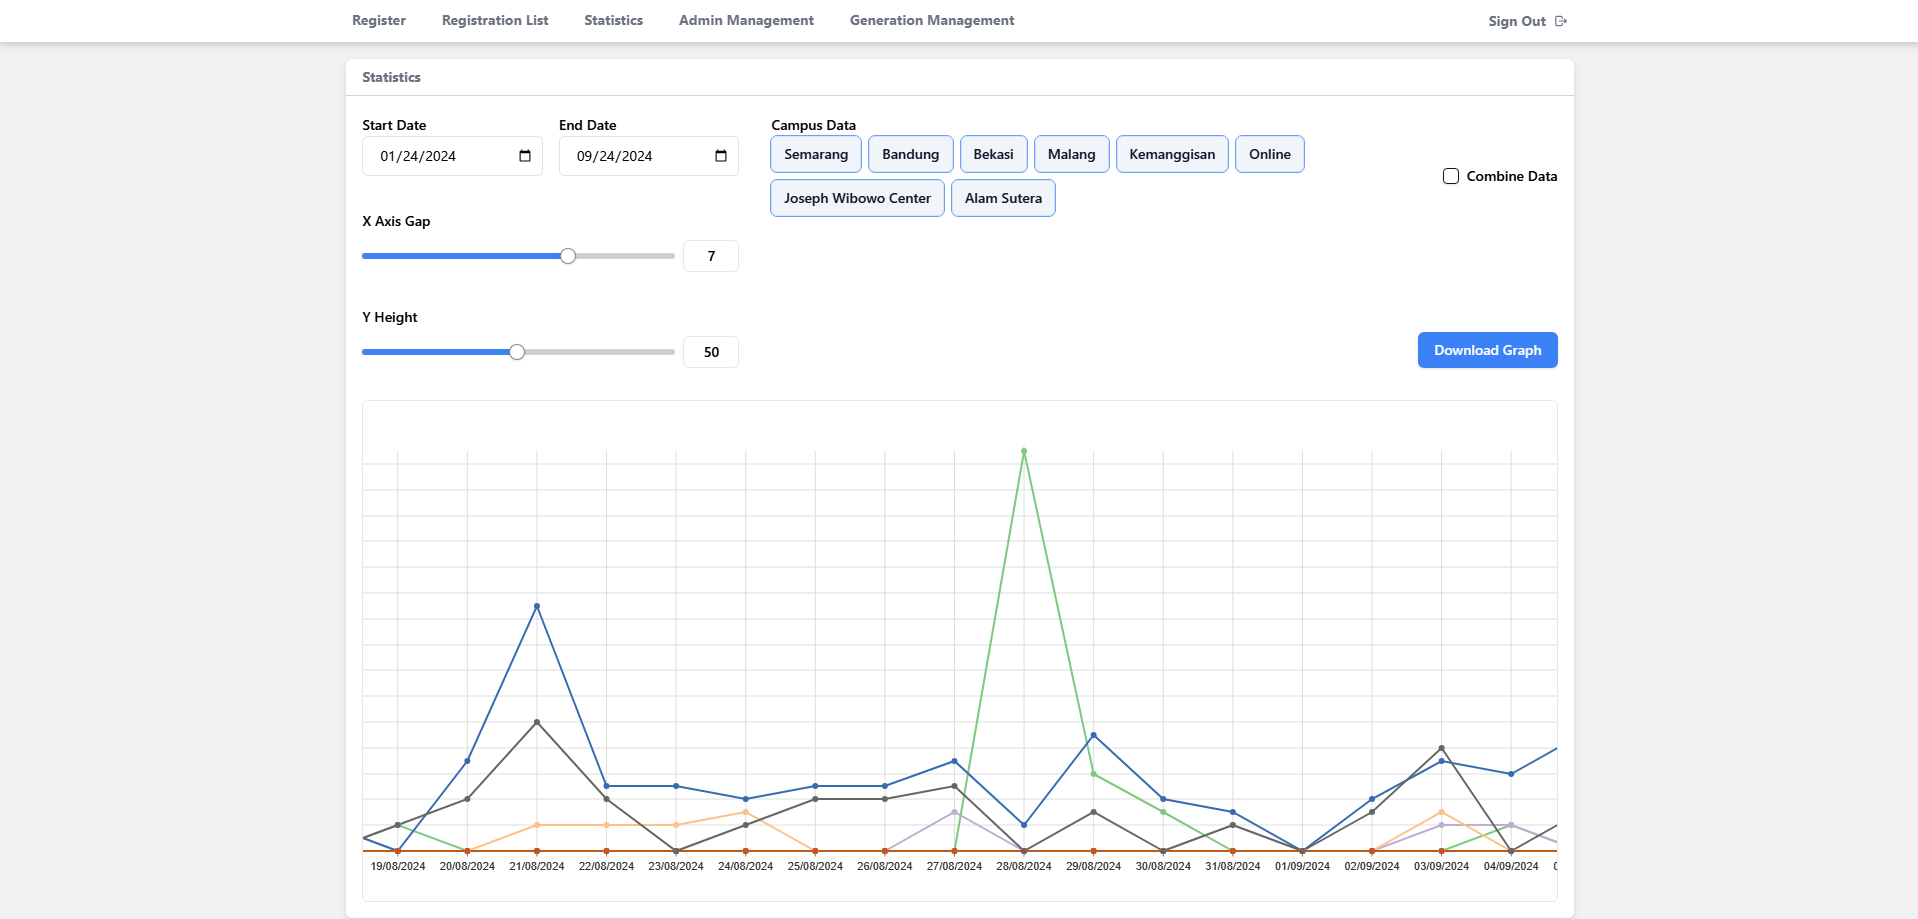 Register Registration List Statistics Admin Management Generation Management Sign Out
Statistics
Start Date End Date Campus Data
01/24/2024 09/24/2024 Semarang Bandung Bekasi Malang Kemanggisan Online
Combine Data
Joseph Wibowo Center Alam Sutera
X Axis Gap
7
Y Height
50
Download Graph
19/08/2024 20/08/2024 21/08/2024 22/08/2024 23/08/2024 24/08/2024 25/08/2024 26/08/2024 27/08/2024 28/08/2024 29/08/2024 30/08/2024 31/08/2024 01/09/2024 02/09/2024 03/09/2024 04/09/2024